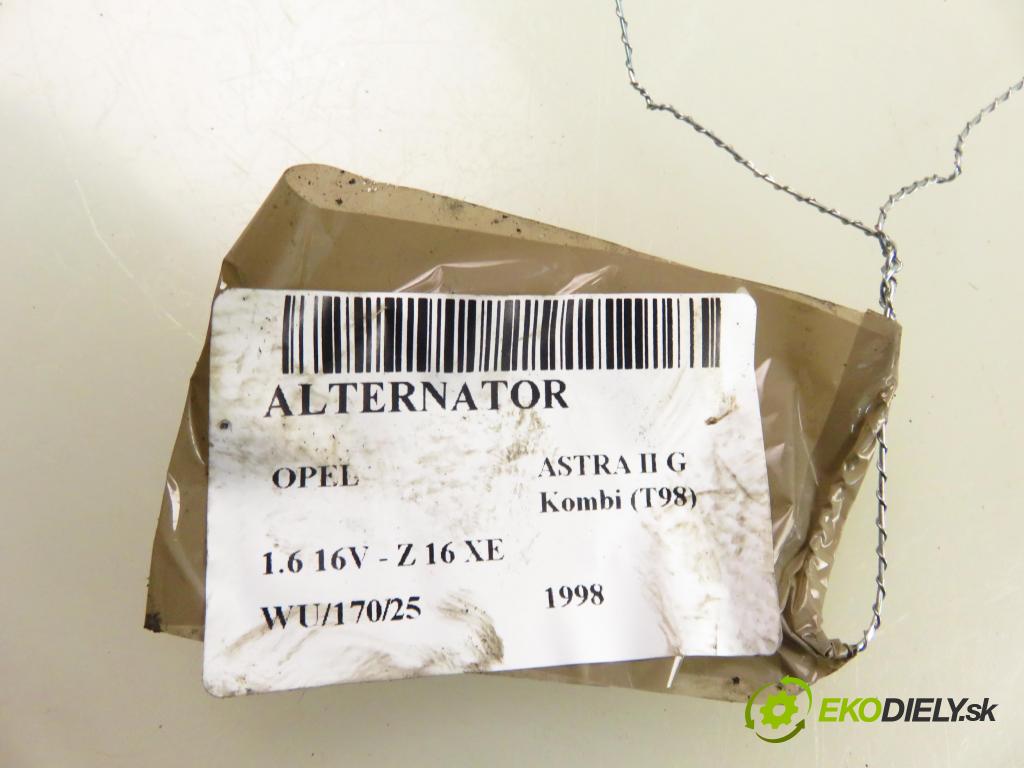 ALTERNATOR
OPEL
ASTRA II G
Kombi (T98)
1.6 16V - Z 16 XE
WU/170/25
1998
EKODIELY.sk